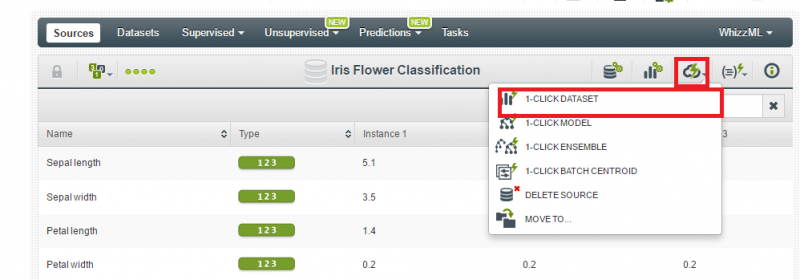 Sources Datasets Supervised Unsupervised NEW Predictions NEW Tasks WhizzML
Iris Flower Classification
1-CLICK DATASET
1-CLICK MODEL
1-CLICK ENSEMBLE
1-CLICK BATCH CENTROID
DELETE SOURCE
MOVE TO...
Name Type Instance 1 3
Sepal length 123 5.1
Sepal width 123 3.5
Petal length 123 1.4
Petal width 123 0.2 0.2 0.2